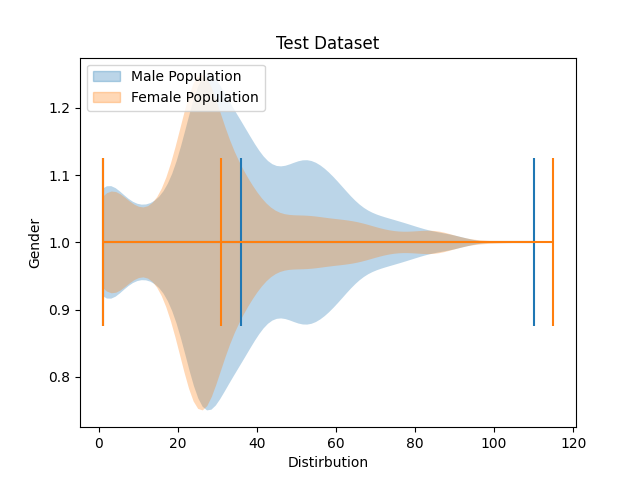 Test Dataset
Male Population
Female Population
1.2
1.1
1.0
0.9
0.8
Gender
0 20 40 60 80 100 120
Distirbution